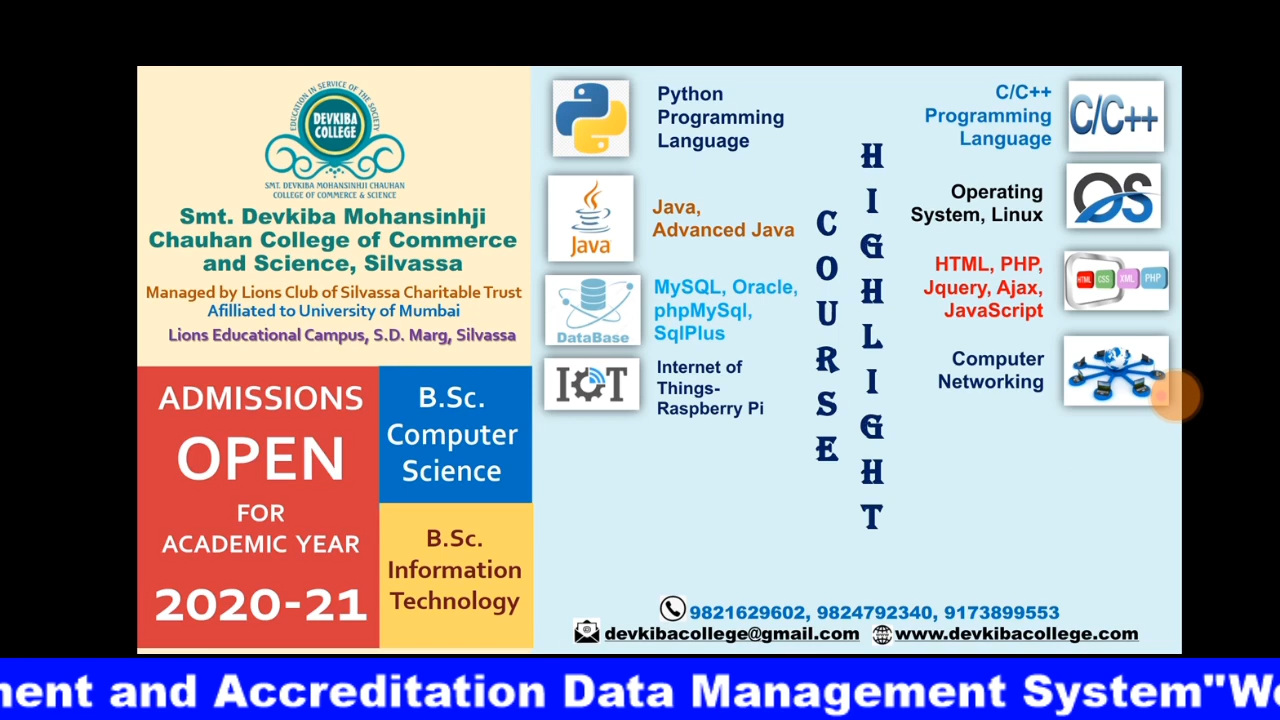 EDUCATION IN SERVICE OF THE SOCIETY
DEVKIBA
COLLEGE
SMT. DEVKIBA MOHANSINHJI CHAUHAN
COLLEGE OF COMMERCE & SCIENCE
Smt. Devkiba Mohansinhji
Chauhan College of Commerce
and Science, Silvassa
Managed by Lions Club of Silvassa Charitable Trust
Afilliated to University of Mumbai
Lions Educational Campus, S.D. Marg, Silvassa
ADMISSIONS
OPEN
FOR
ACADEMIC YEAR
2020-21
B.Sc.
Computer
Science
B.Sc.
Information
Technology
Python
Programming
Language
Java
Java,
Advanced Java
DataBase
MySQL, Oracle,
phpMySql,
SqlPlus
IOT
Internet of
Things-
Raspberry Pi
COURSE
HIGHLIGHT
C/C++
Programming
Language
C/C++
Operating
System, Linux
OS
HTML, PHP,
Jquery, Ajax,
JavaScript
HTML CSS XML PHP
Computer
Networking
9821629602, 9824792340, 9173899553
devkibacollege@gmail.com www.devkibacollege.com
ment and Accreditation Data Management System"We